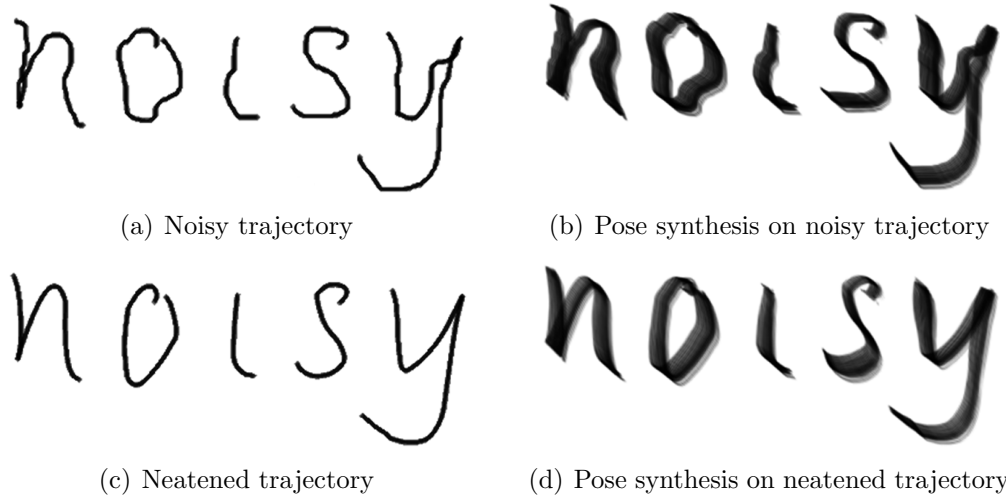 noisy noisy
(a) Noisy trajectory (b) Pose synthesis on noisy trajectory
noisy noisy
(c) Neatened trajectory (d) Pose synthesis on neatened trajectory